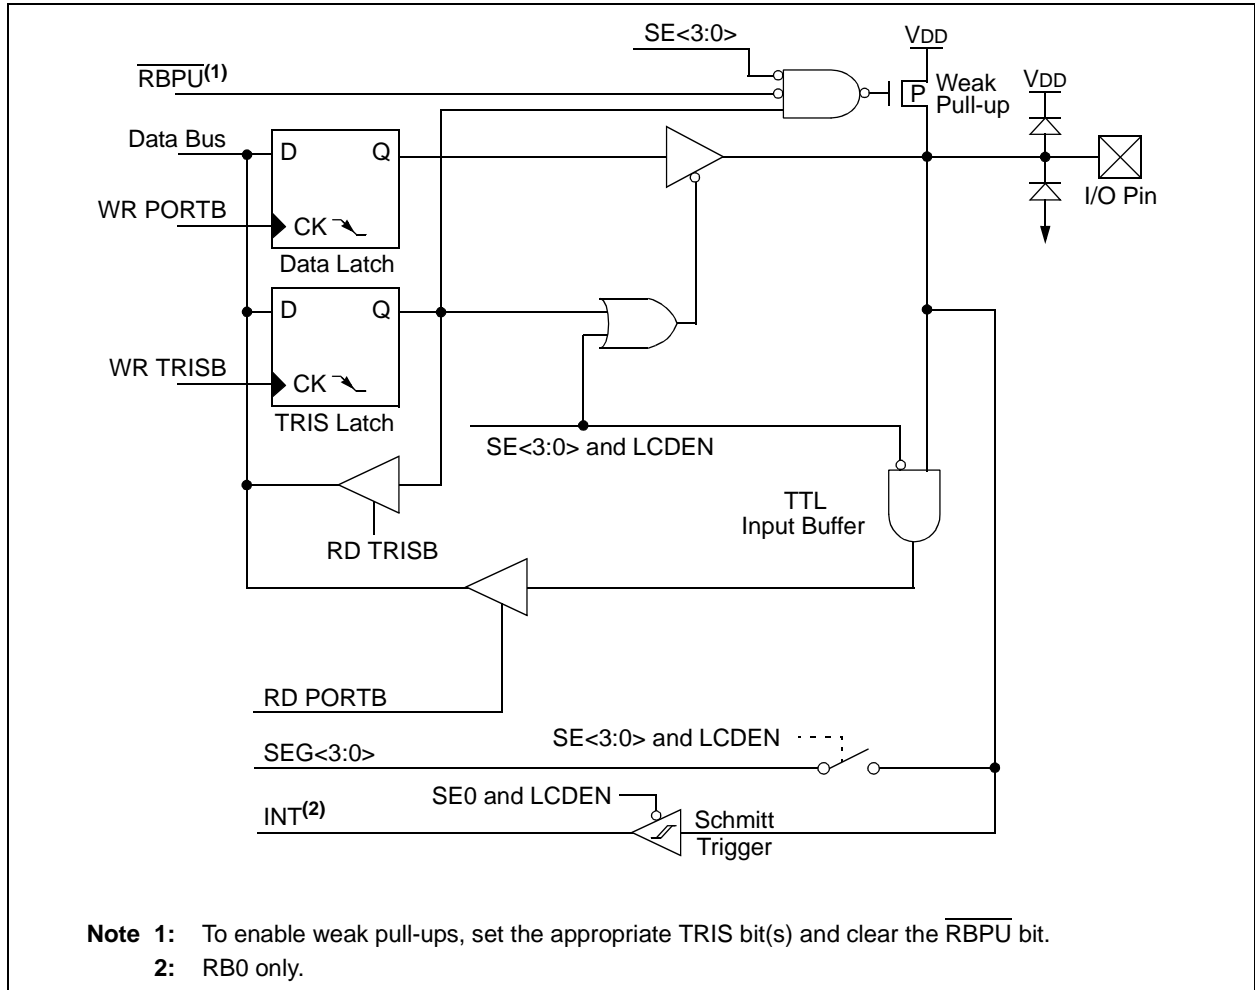 SE<3:0>
VDD
RBPU(1)
Weak
Pull-up
P
VDD
Data Bus
D
Q
WR PORTB
CK
I/O Pin
Data Latch
D
Q
WR TRISB
CK
TRIS Latch
SE<3:0> and LCDEN
TTL
Input Buffer
RD TRISB
RD PORTB
SE<3:0> and LCDEN
SEG<3:0>
SE0 and LCDEN
INT(2)
Schmitt
Trigger
Note 1: To enable weak pull-ups, set the appropriate TRIS bit(s) and clear the RBPU bit.
2: RB0 only.